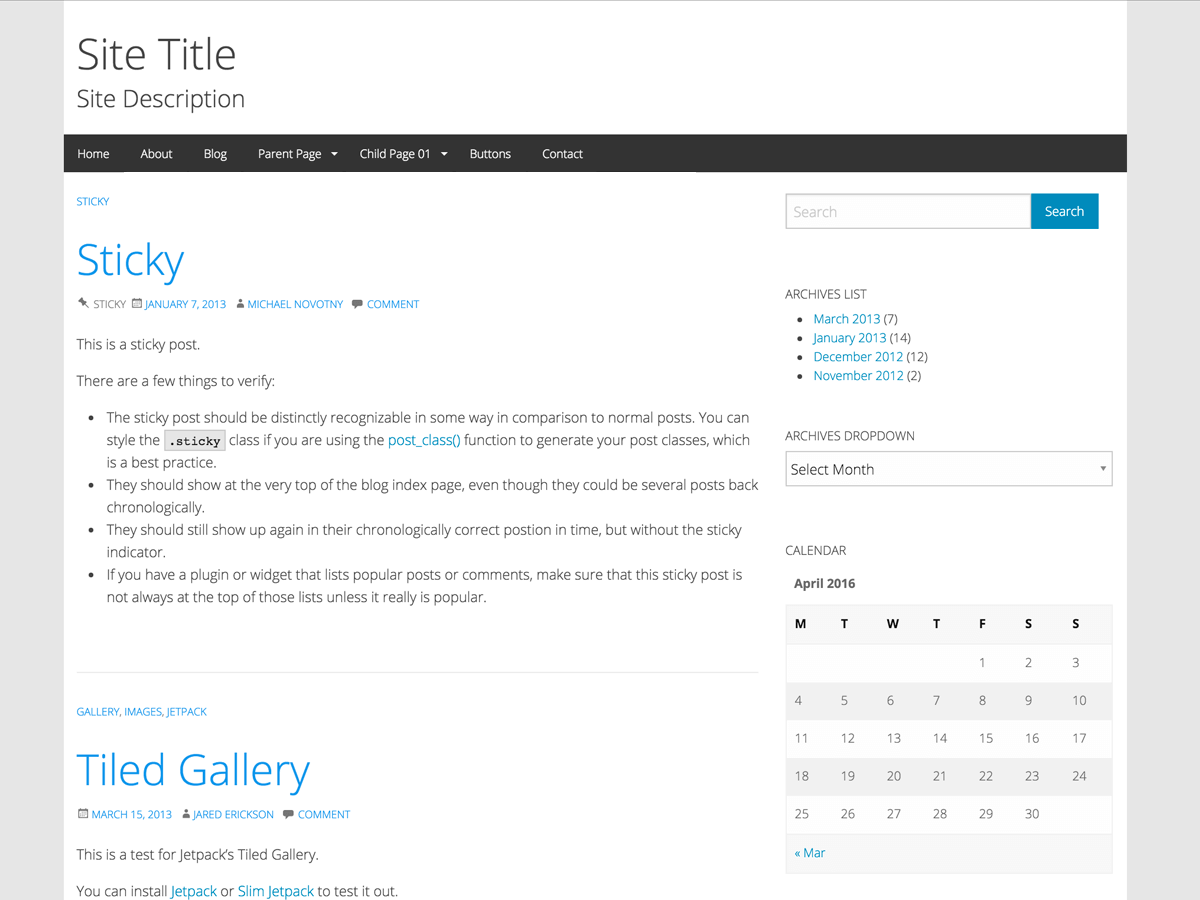 Site Title
Site Description
Home About Blog Parent Page Child Page 01 Buttons Contact
STICKY
Sticky
STICKY JANUARY 7, 2013 MICHAEL NOVOTNY COMMENT
This is a sticky post.
There are a few things to verify:
The sticky post should be distinctly recognizable in some way in comparison to normal posts. You can
style the .sticky class if you are using the post_class() function to generate your post classes, which
is a best practice.
They should show at the very top of the blog index page, even though they could be several posts back
chronologically.
They should still show up again in their chronologically correct postion in time, but without the sticky
indicator.
If you have a plugin or widget that lists popular posts or comments, make sure that this sticky post is
not always at the top of those lists unless it really is popular.
GALLERY, IMAGES, JETPACK
Tiled Gallery
MARCH 15, 2013 JARED ERICKSON COMMENT
This is a test for Jetpack's Tiled Gallery.
You can install Jetpack or Slim Jetpack to test it out.
Search Search
ARCHIVES LIST
March 2013 (7)
January 2013 (14)
December 2012 (12)
November 2012 (2)
ARCHIVES DROPDOWN
Select Month
CALENDAR
April 2016
M T W T F S S
1 2 3
4 5 6 7 8 9 10
11 12 13 14 15 16 17
18 19 20 21 22 23 24
25 26 27 28 29 30
« Mar